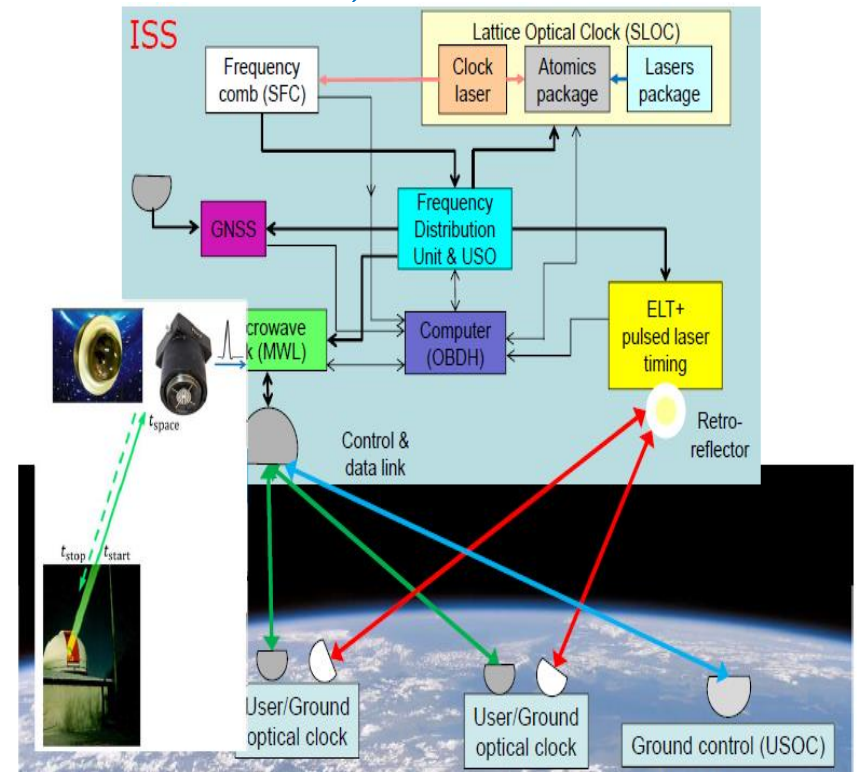 ISS
Lattice Optical Clock (SLOC)
Frequency
comb (SFC)
Clock
laser
Atomics
package
Lasers
package
GNSS
Frequency
Distribution
Unit & USO
crowave
k (MWL)
Computer
(OBDH)
ELT+
pulsed laser
timing
Retro-
reflector
Control &
data link
tspace
tstop
tstart
User/Ground
optical clock
User/Ground
optical clock
Ground control (USOC)